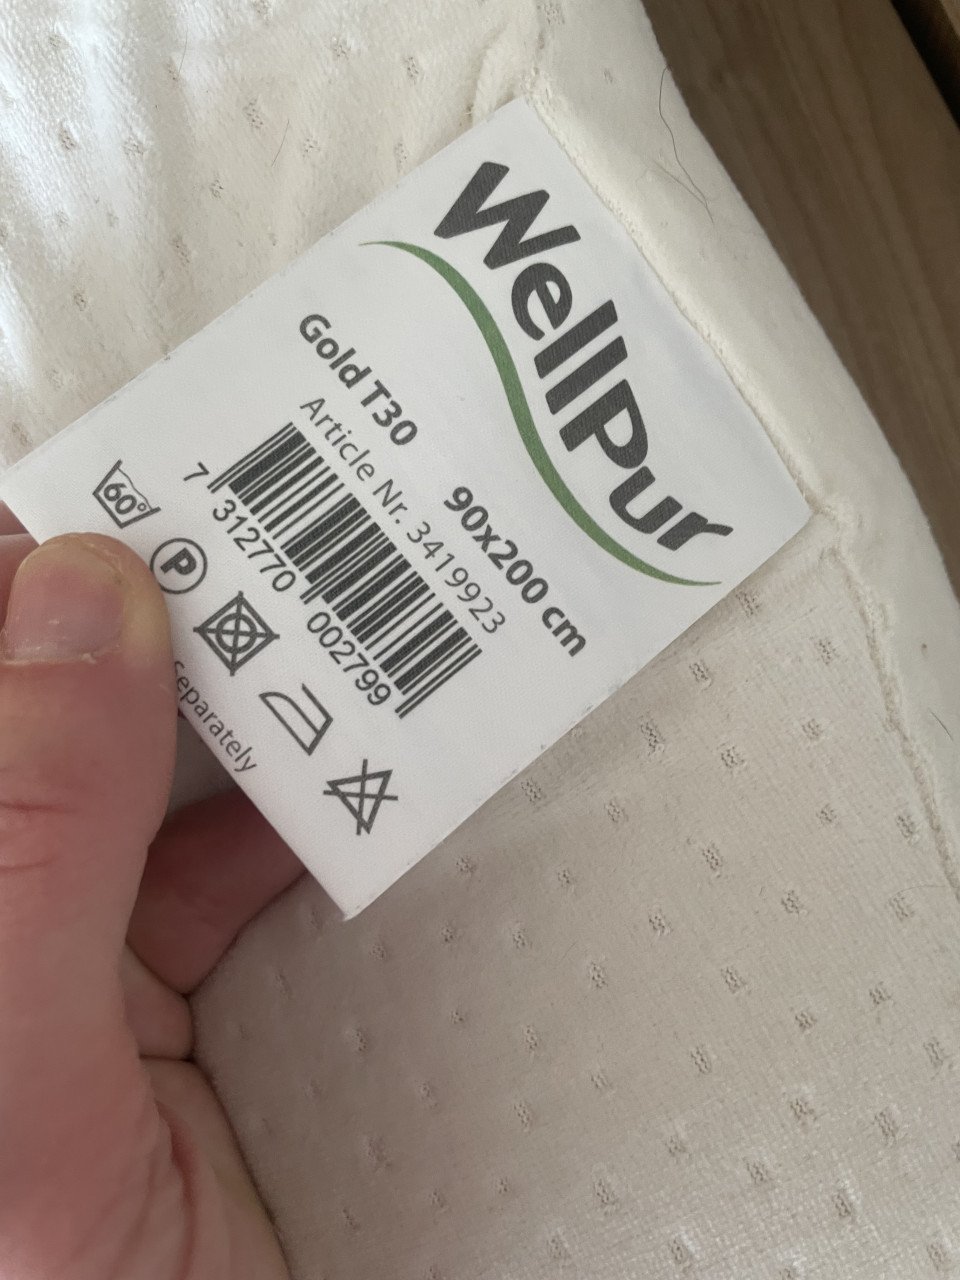 WellPur
Gold T30
90x200 cm
Article Nr. 3419923
7 312770 002799
60°
P
separately